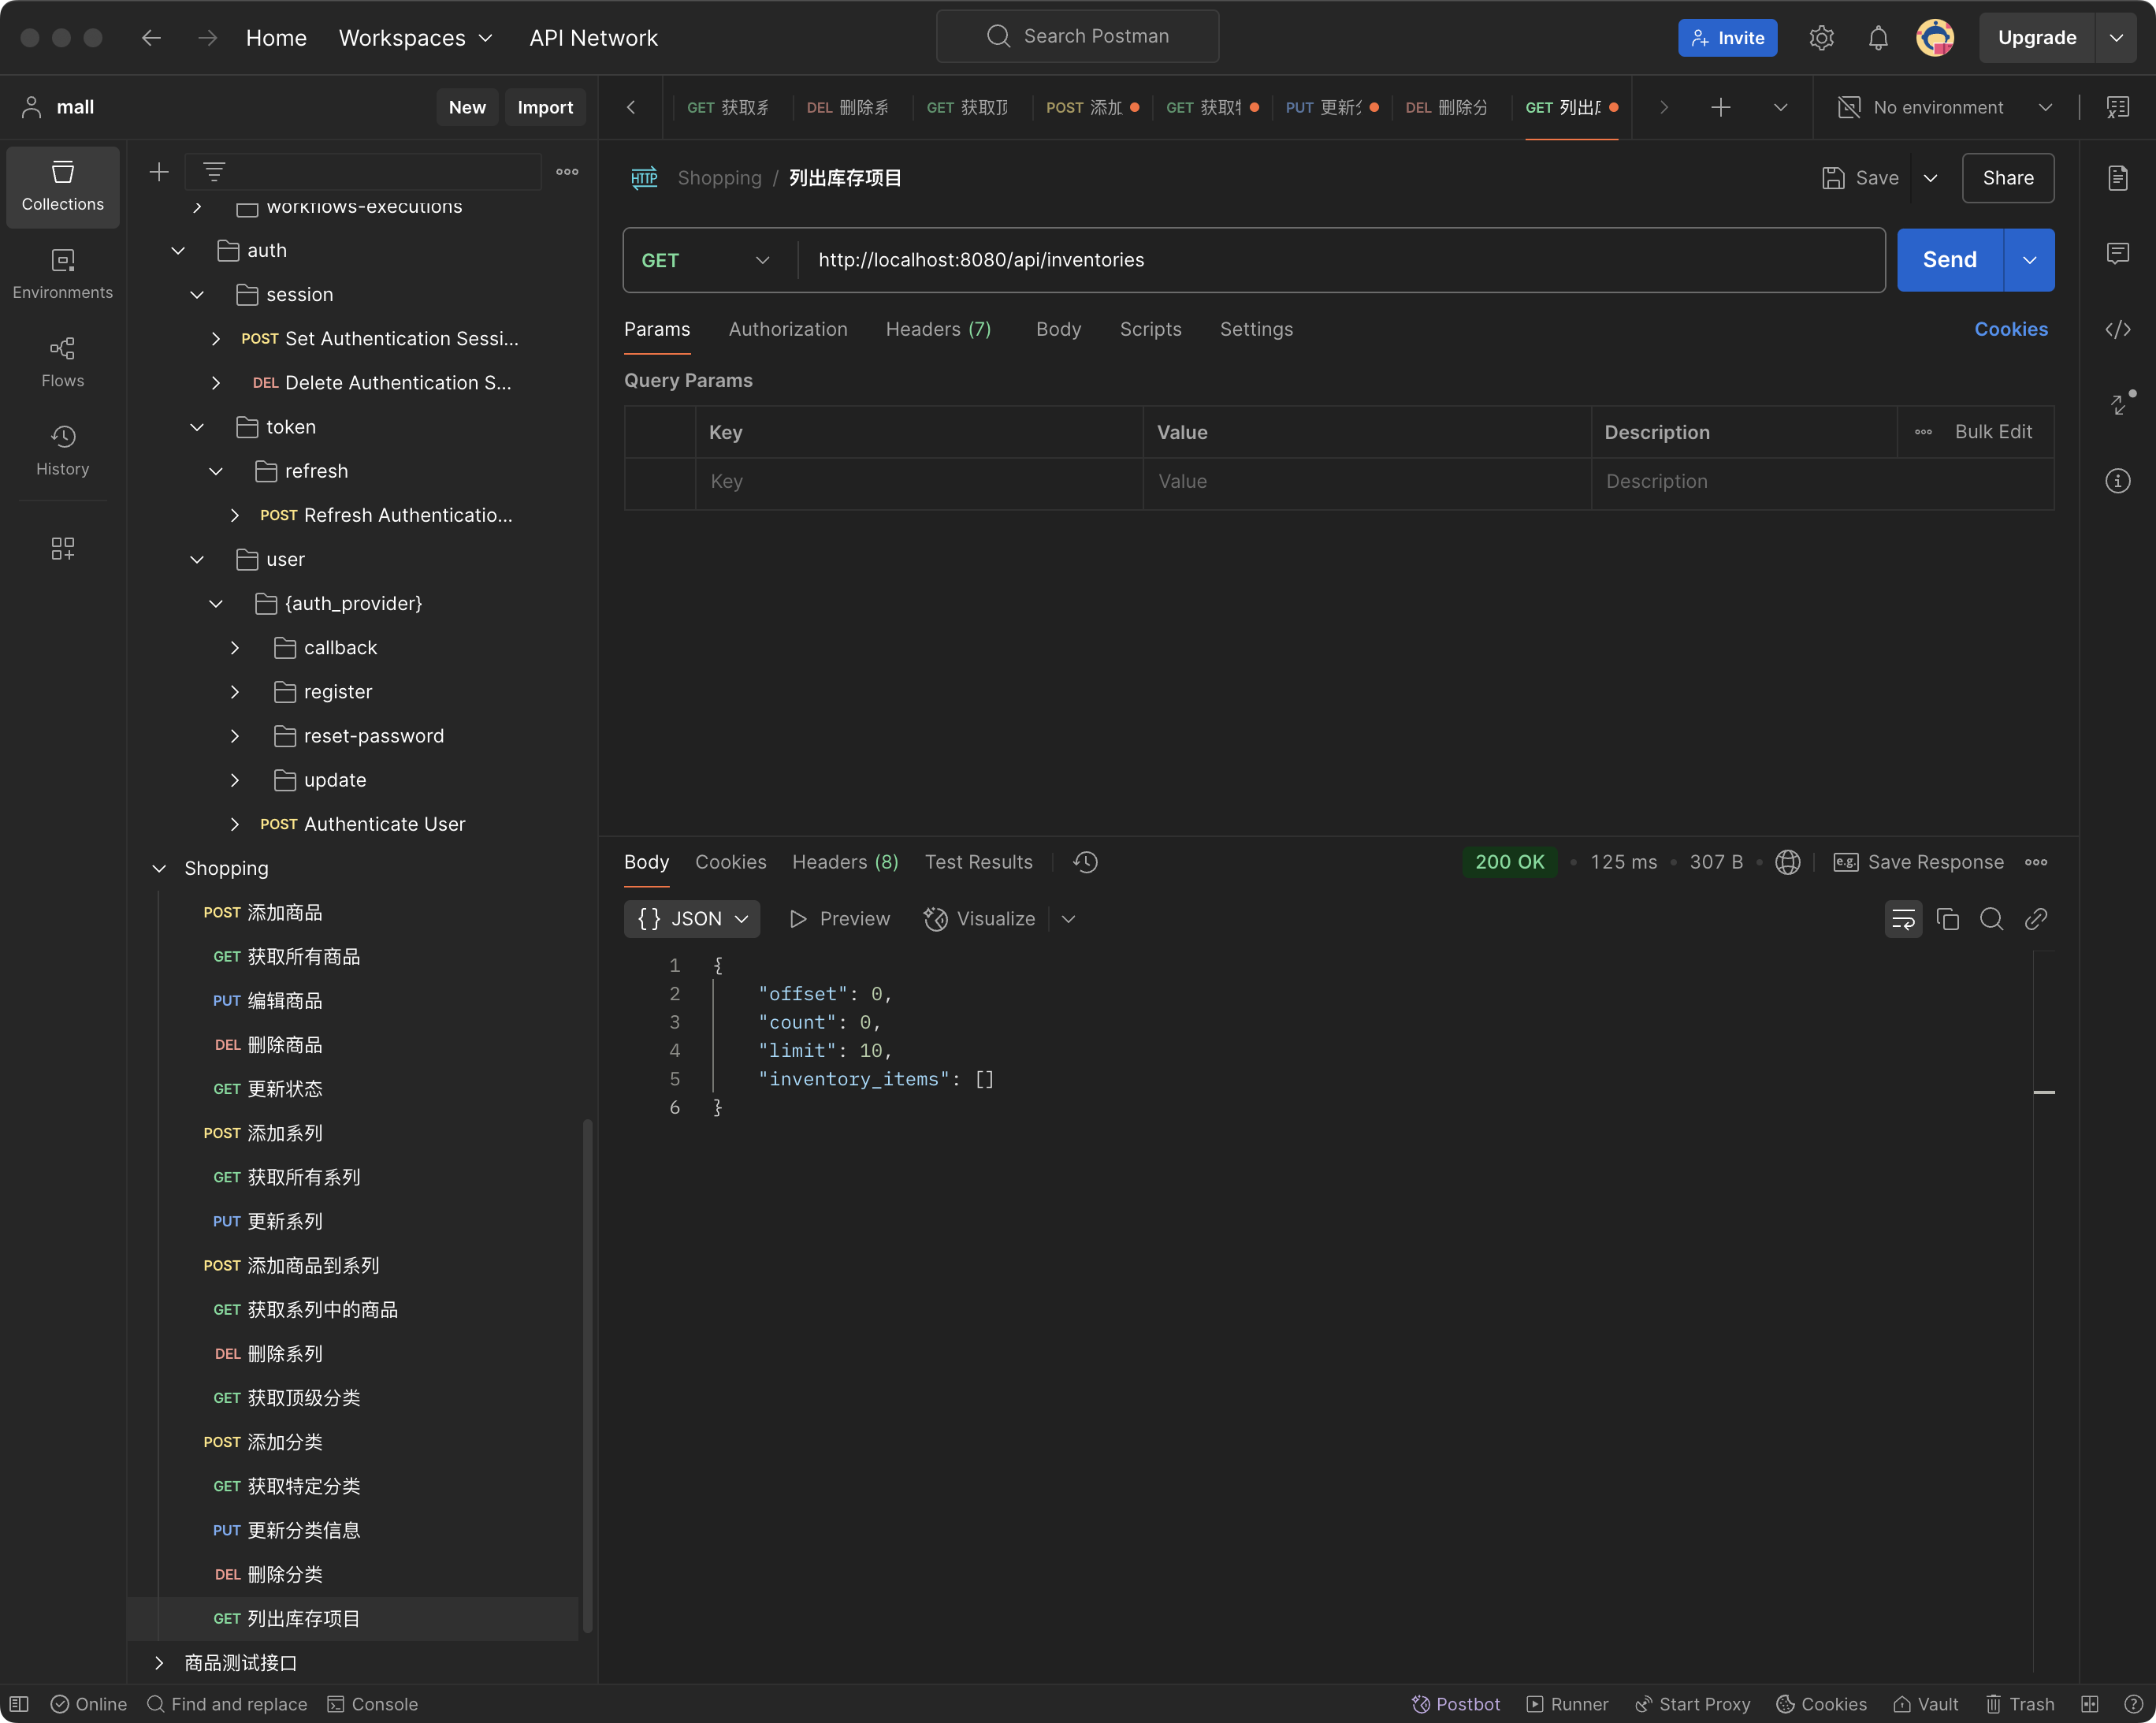 Home Workspaces API Network Search Postman Invite Upgrade
mall New Import
GET 获取系 DEL 删除系 GET 获取顶 POST 添加 GET 获取 PUT 更新 DEL 删除分 GET 列出 No environment
Collections
Environments
Flows
History
workflows-executions
auth
session
POST Set Authentication Sessi...
DEL Delete Authentication S...
token
refresh
POST Refresh Authenticatio...
user
{auth_provider}
callback
register
reset-password
update
POST Authenticate User
Shopping
POST 添加商品
GET 获取所有商品
PUT 编辑商品
DEL 删除商品
GET 更新状态
POST 添加系列
GET 获取所有系列
PUT 更新系列
POST 添加商品到系列
GET 获取系列中的商品
DEL 删除系列
GET 获取顶级分类
POST 添加分类
GET 获取特定分类
PUT 更新分类信息
DEL 删除分类
GET 列出库存项目
商品测试接口
HTTP Shopping / 列出库存项目 Save Share
GET http://localhost:8080/api/inventories Send
Params Authorization Headers (7) Body Scripts Settings Cookies
Query Params
Key Value Description Bulk Edit
Key Value Description
Body Cookies Headers (8) Test Results 200 OK 125 ms 307 B e.g. Save Response
{} JSON Preview Visualize
1 {
2 "offset": 0,
3 "count": 0,
4 "limit": 10,
5 "inventory_items": []
6 }
Online Find and replace Console Postbot Runner Start Proxy Cookies Vault Trash